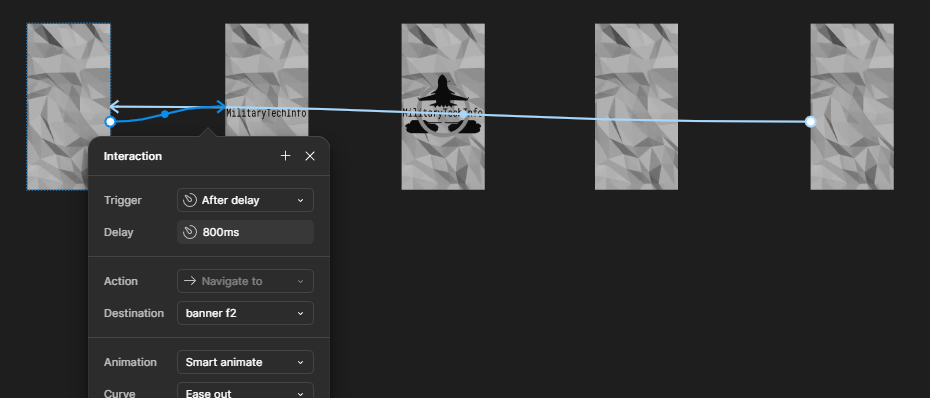 MilitaryTechInfo
MilitaryTechInfo
Interaction
Trigger
After delay
Delay
800ms
Action
Navigate to
Destination
banner f2
Animation
Smart animate
Curve
Ease out